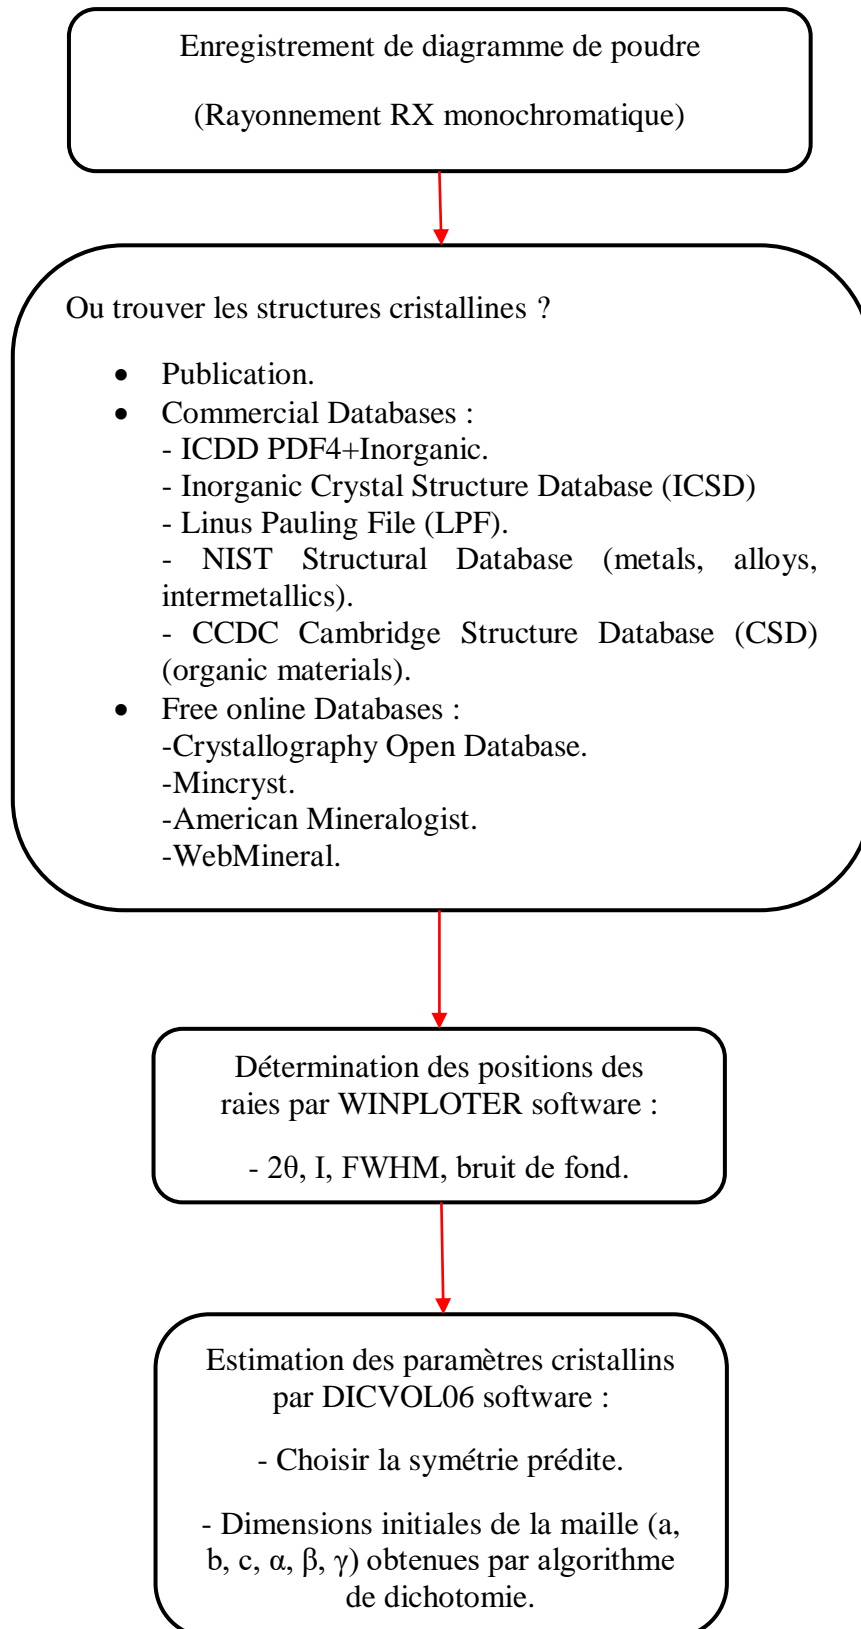 Enregistrement de diagramme de poudre
(Rayonnement RX monochromatique)
Ou trouver les structures cristallines ?
• Publication.
• Commercial Databases :
- ICDD PDF4+Inorganic.
- Inorganic Crystal Structure Database (ICSD)
- Linus Pauling File (LPF).
- NIST Structural Database (metals, alloys,
intermetallics).
- CCDC Cambridge Structure Database (CSD)
(organic materials).
• Free online Databases :
-Crystallography Open Database.
-Mincryst.
-American Mineralogist.
-WebMineral.
Détermination des positions des
raies par WINPLOTER software :
- 2θ, I, FWHM, bruit de fond.
Estimation des paramètres cristallins
par DICVOL06 software :
- Choisir la symétrie prédite.
- Dimensions initiales de la maille (a,
b, c, α, β, γ) obtenues par algorithme
de dichotomie.